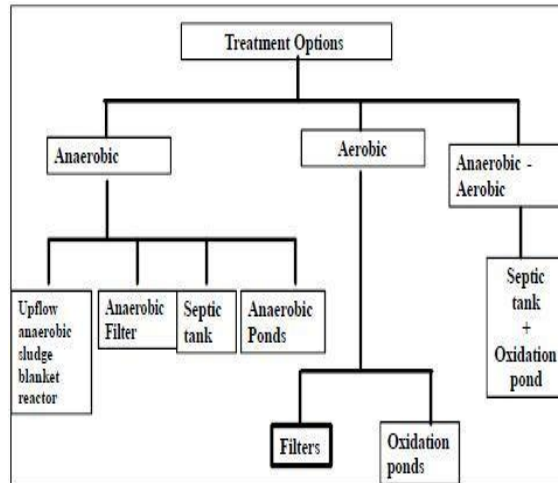 Treatment Options
Anaerobic
Aerobic
Anaerobic -
Aerobic
Upflow
anaerobic
sludge
blanket
reactor
Anaerobic
Filter
Septic
tank
Anaerobic
Ponds
Septic
tank
+
Oxidation
pond
Filters
Oxidation
ponds